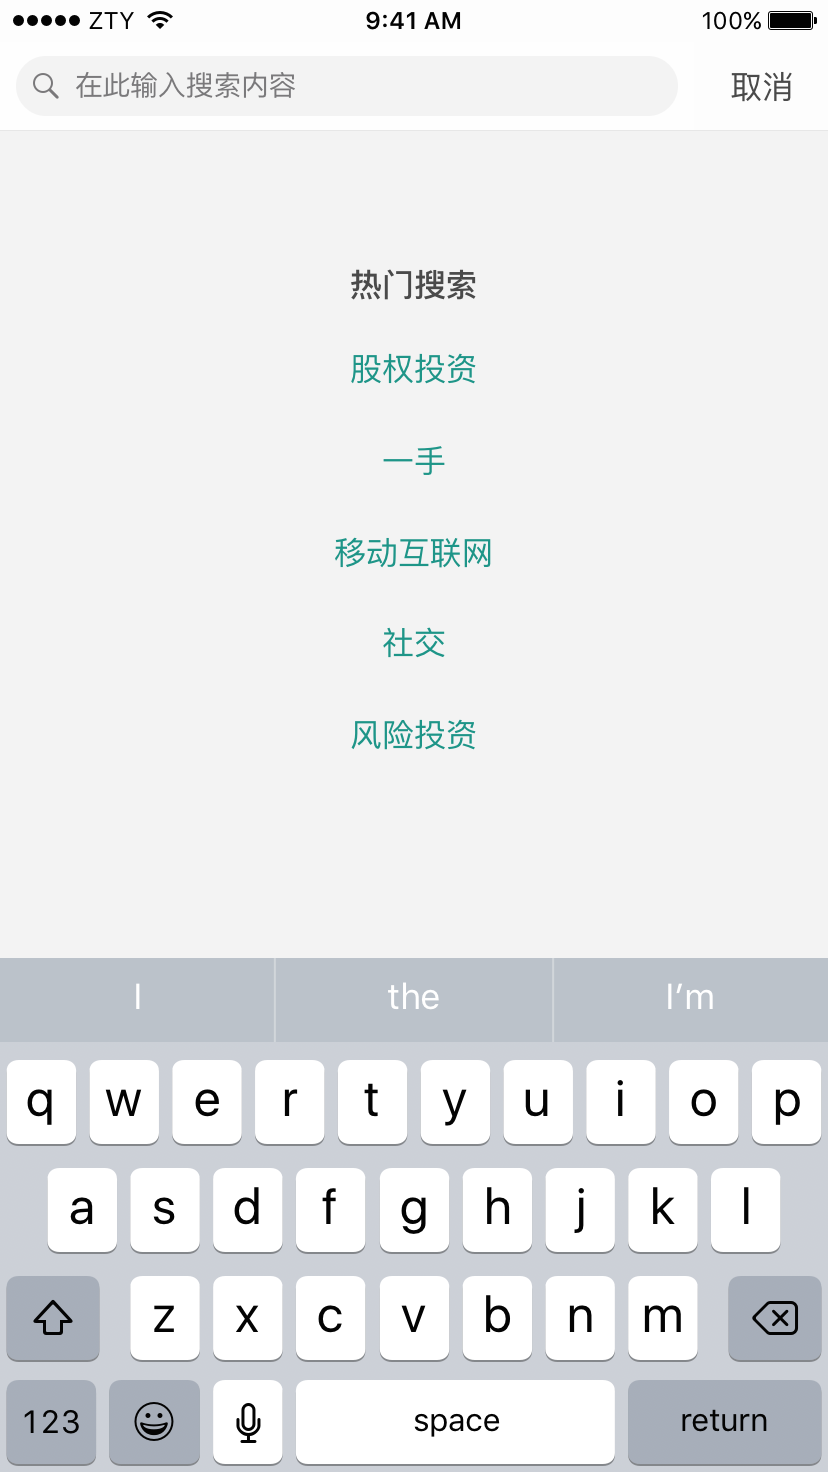 ZTY 9:41 AM 100%
在此输入搜索内容 取消
热门搜索
股权投资
一手
移动互联网
社交
风险投资
I the I’m
q w e r t y u i o p
a s d f g h j k l
z x c v b n m
123 space return